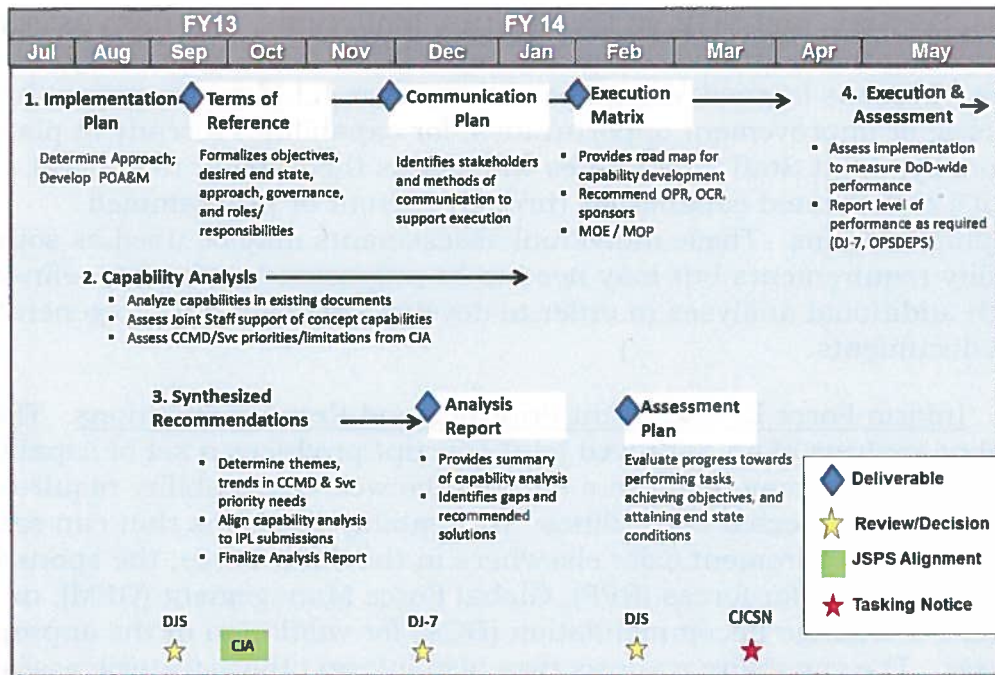 FY13 FY 14
Jul Aug Sep Oct Nov Dec Jan Feb Mar Apr May
1. Implementation
Plan
Determine Approach;
Develop POA&M
Terms of
Reference
Formalizes objectives,
desired end state,
approach, governance,
and roles/
responsibilities
Communication
Plan
Identifies stakeholders
and methods of
communication to
support execution
Execution
Matrix
• Provides road map for
capability development
• Recommend OPR, OCR,
sponsors
• MOE / MOP
4. Execution &
Assessment
• Assess implementation
to measure DoD-wide
performance
• Report level of
performance as required
(DJ-7, OPSDEPS)
2. Capability Analysis
• Analyze capabilities in existing documents
• Assess Joint Staff support of concept capabilities
• Assess CCMD/Svc priorities/limitations from CJA
3. Synthesized
Recommendations
• Determine themes,
trends in CCMD & Svc
priority needs
• Align capability analysis
to IPL submissions
• Finalize Analysis Report
Analysis
Report
• Provides summary
of capability analysis
• Identifies gaps and
recommended
solutions
Assessment
Plan
Evaluate progress towards
performing tasks,
achieving objectives, and
attaining end state
conditions
Deliverable
Review/Decision
JSPS Alignment
Tasking Notice
DJS
CJA
DJ-7
DJS
CJCSN